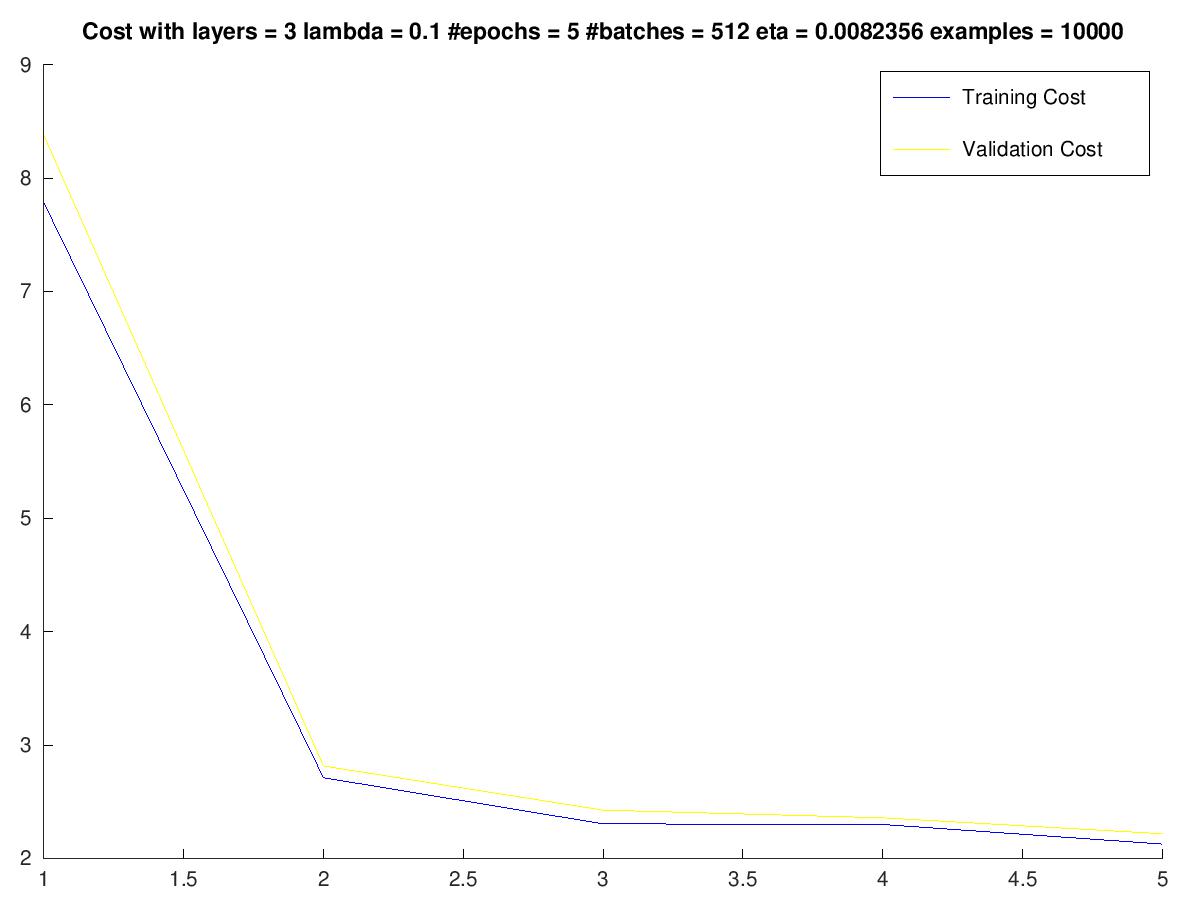 Cost with layers = 3 lambda = 0.1 #epochs = 5 #batches = 512 eta = 0.0082356 examples = 10000
9
Training Cost
Validation Cost
8
7
6
5
4
3
2
1 1.5 2 2.5 3 3.5 4 4.5 5